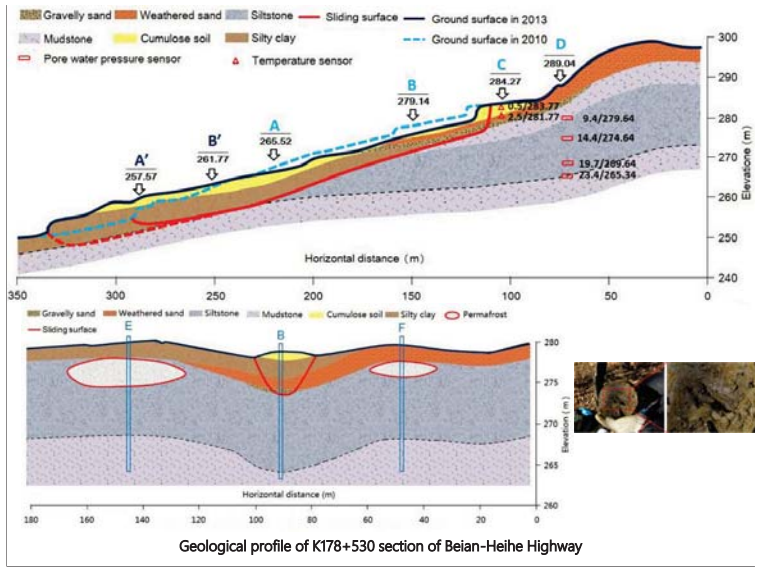 Gravelly sand Weathered sand Siltstone Sliding surface Ground surface in 2013
Mudstone Cumulose soil Silty clay Ground surface in 2010
Pore water pressure sensor Temperature sensor
D
289.04
C
284.27
B
279.14
A
265.52
B'
261.77
A'
257.57
0.5/283.77
2.5/281.77
9.4/279.64
14.4/274.64
19.7/269.64
23.4/265.34
300
290
280
270
260
250
240
Elevatione (m)
Horizontal distance (m)
350 300 250 200 150 100 50 0
Gravelly sand Weathered sand Siltstone Mudstone Cumulose soil Silty clay Permafrost
Sliding surface
E B F
280
275
270
265
260
Elevation (m)
Horizontal distance (m)
180 160 140 120 100 80 60 40 20 0
Geological profile of K178+530 section of Beian-Heihe Highway